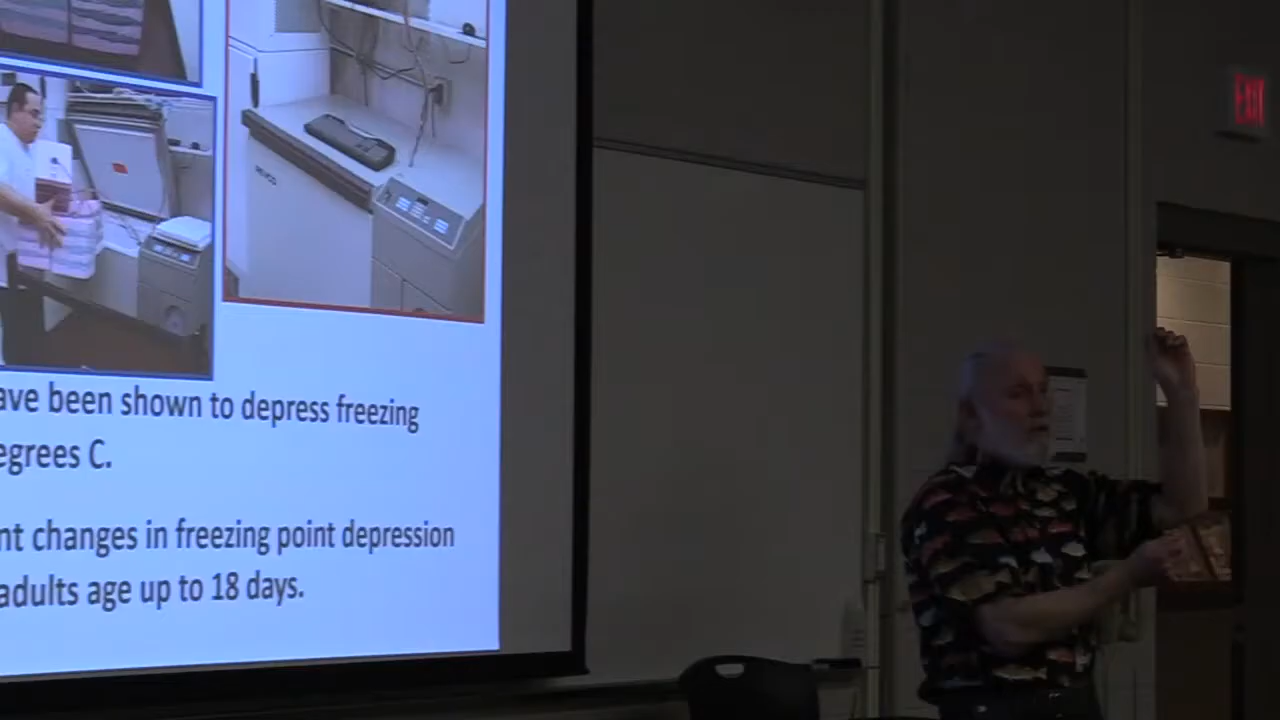 REVCO
EXIT
ave been shown to depress freezing
egrees C.
nt changes in freezing point depression
adults age up to 18 days.